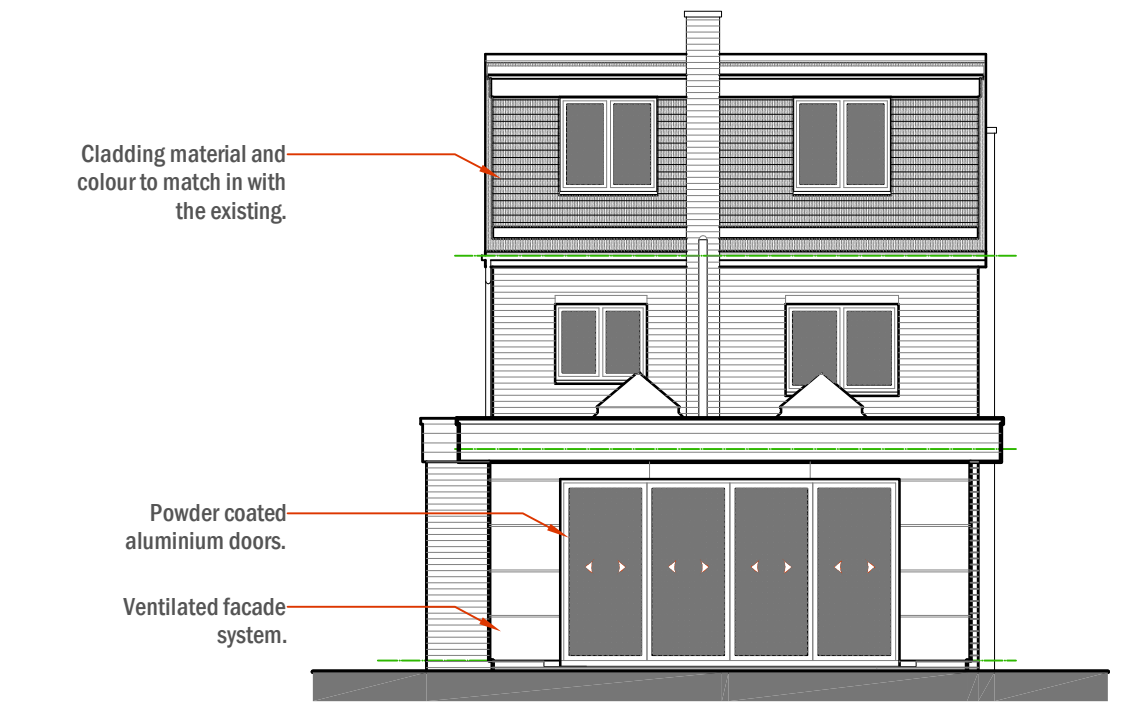 Cladding material and
colour to match in with
the existing.
Powder coated
aluminium doors.
Ventilated facade
system.